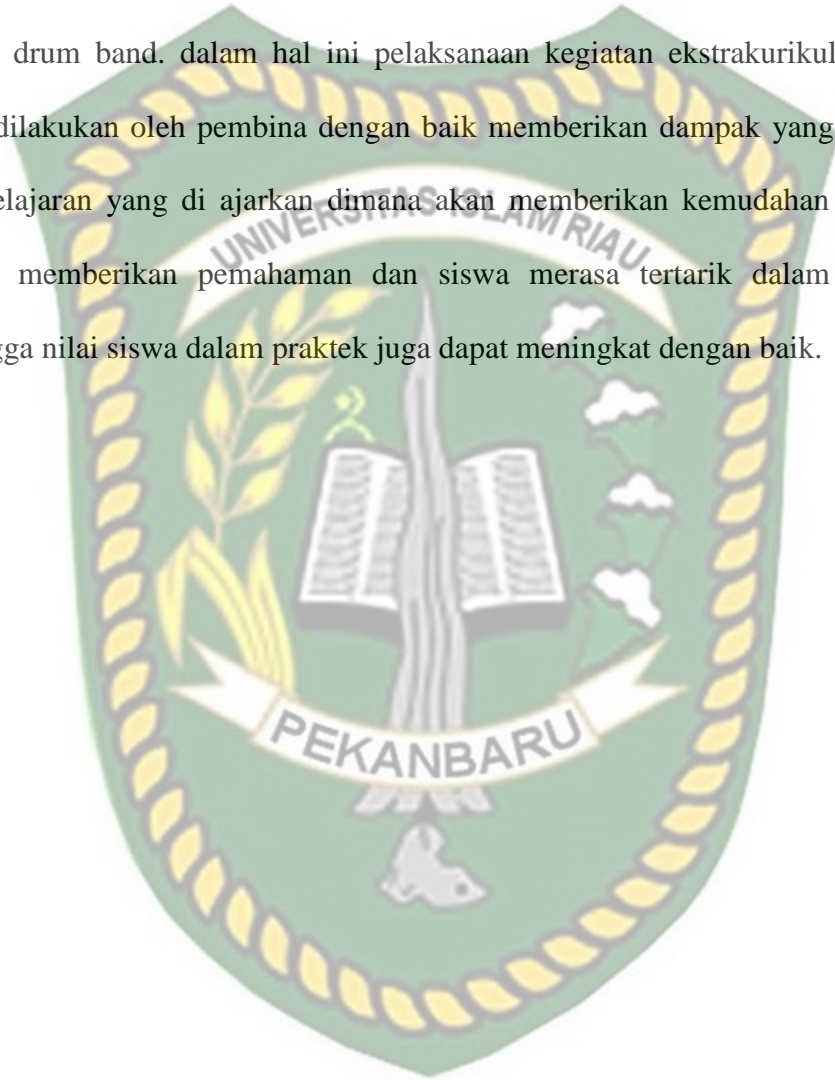 drum band. dalam hal ini pelaksanaan kegiatan ekstrakurikul
dilakukan oleh pembina dengan baik memberikan dampak yang
elajaran yang di ajarkan dimana akan memberikan kemudahan
UNIVERSITAS ISLAM RIAU
memberikan pemahaman dan siswa merasa tertarik dalam
gga nilai siswa dalam praktek juga dapat meningkat dengan baik.
PEKANBARU